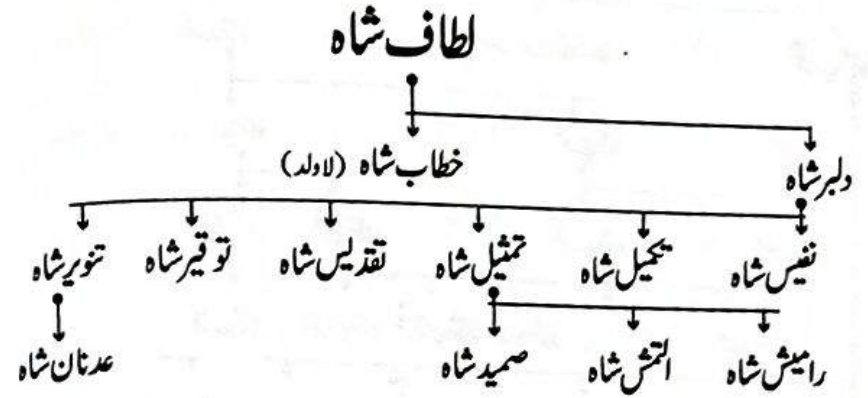 لطاف شاہ
دلبر شاہ خطاب شاہ (لاولد)
نفیس شاہ تکمیل شاہ تمثیل شاہ تقدیس شاہ توقیر شاہ تنویر شاہ
رامیش شاہ التمش شاہ صمید شاہ عدنان شاہ